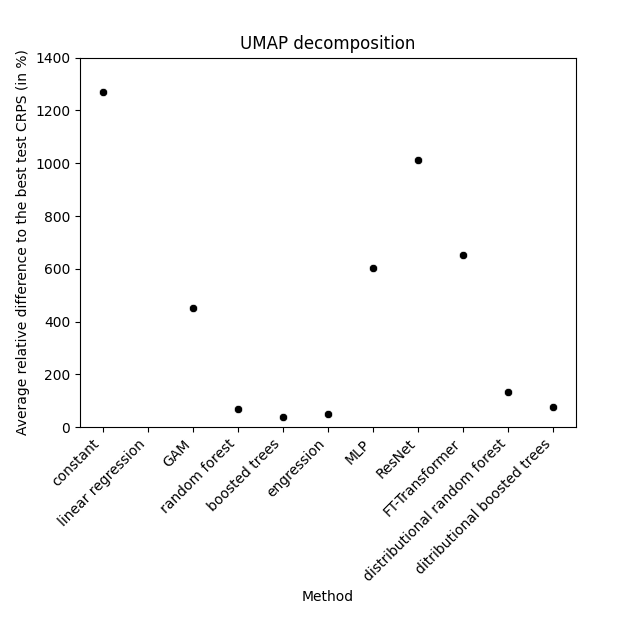 UMAP decomposition
Average relative difference to the best test CRPS (in %)
1400
1200
1000
800
600
400
200
0
constant
linear regression
GAM
random forest
boosted trees
engression
MLP
ResNet
FT-Transformer
distributional random forest
ditributional boosted trees
Method